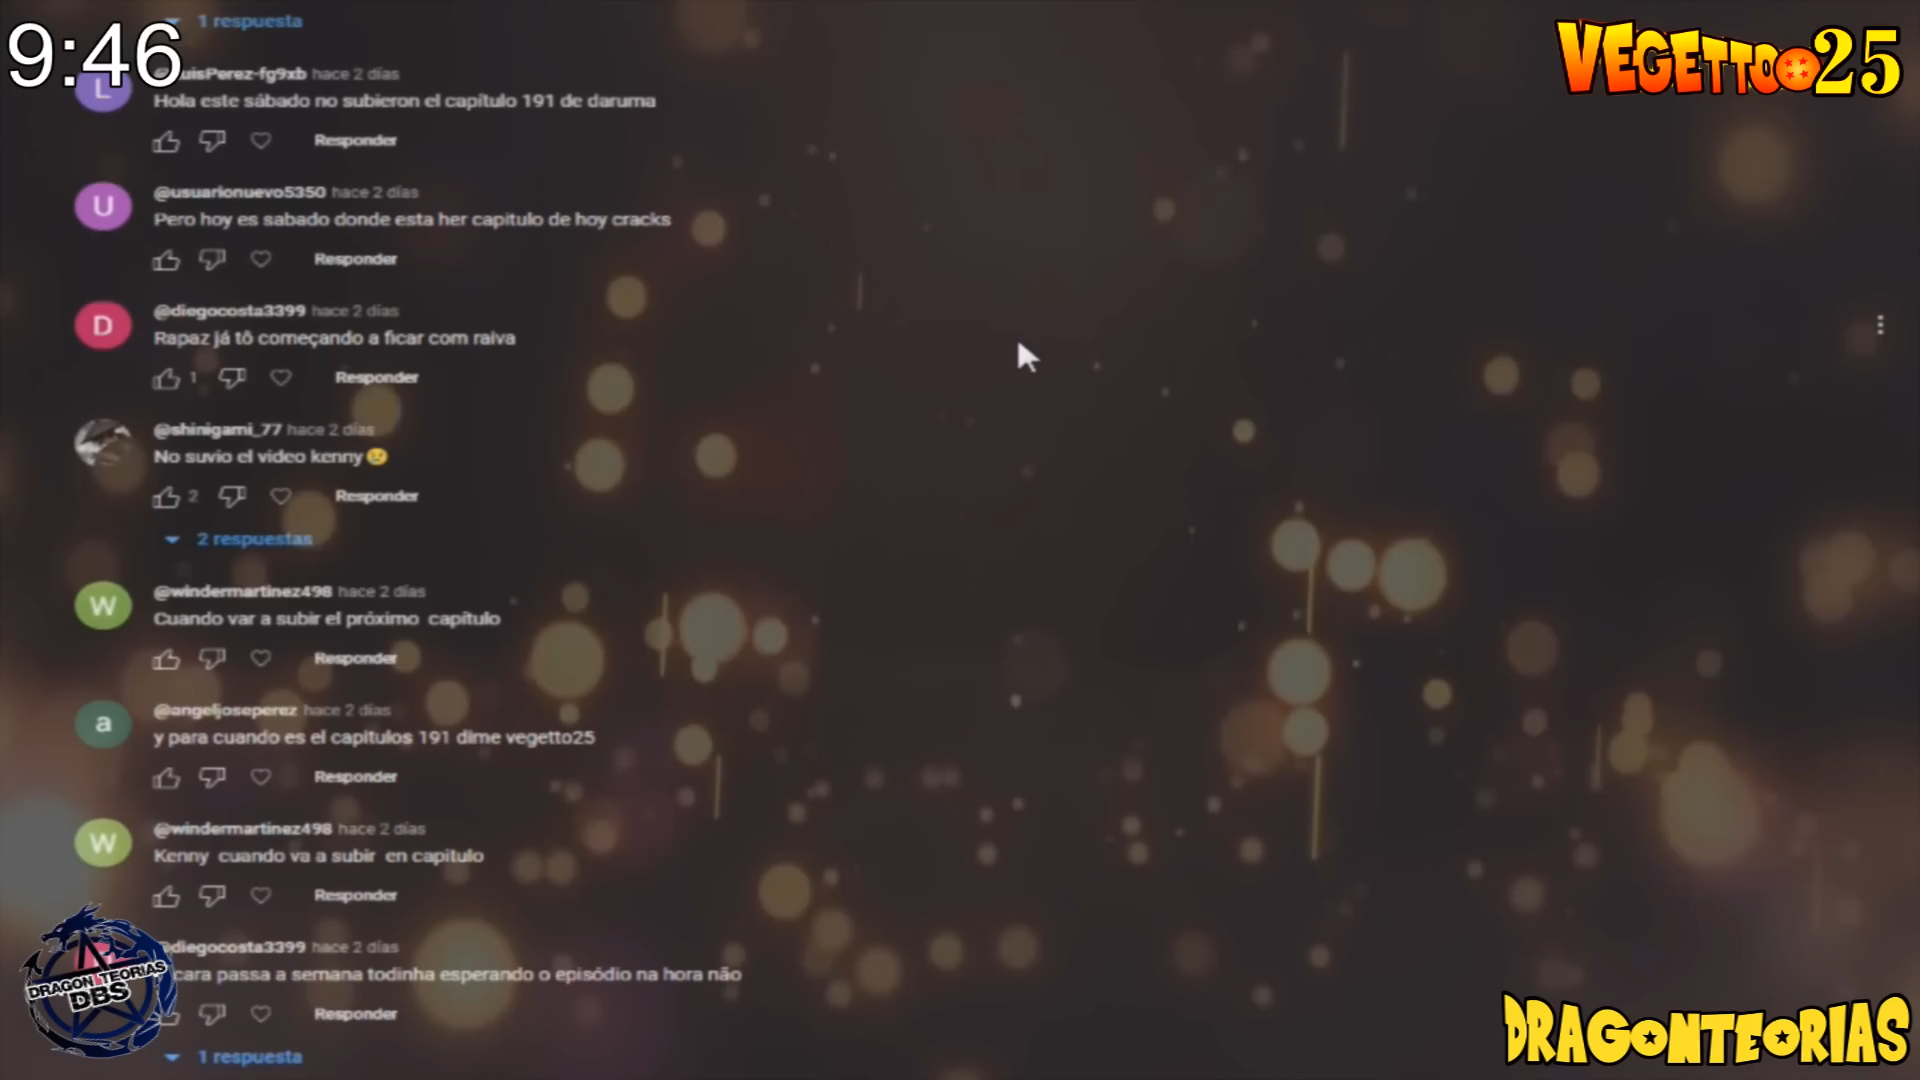 1 respuesta
9:46
VEGETTO 25
uisPerez-fg9xb hace 2 días
Hola este sábado no subieron el capítulo 191 de daruma
Responder
@usuarionuevo5350 hace 2 días
Pero hoy es sabado donde esta her capitulo de hoy cracks
Responder
@diegocosta3399 hace 2 días
Rapaz já tô começando a ficar com raiva
1 Responder
@shinigami_77 hace 2 días
No suvio el video kenny 😢
2 Responder
2 respuestas
@windermartinez498 hace 2 días
Cuando var a subir el próximo capítulo
Responder
@angeljoseperez hace 2 días
y para cuando es el capitulos 191 dime vegetto25
Responder
@windermartinez498 hace 2 días
Kenny cuando va a subir en capitulo
Responder
diegocosta3399 hace 2 días
cara passa a semana todinha esperando o episódio na hora não
Responder
1 respuesta
DRAGON TEORIAS
DBS
DRAGONTEORIAS
L
U
D
W
a
W